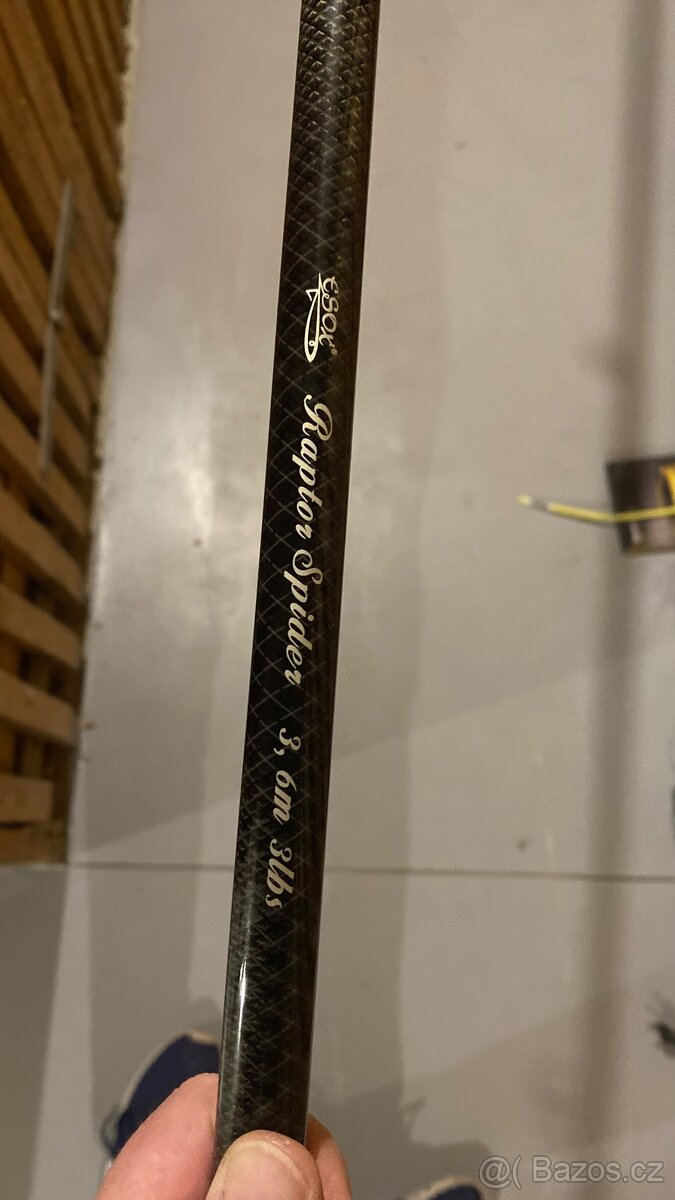 ESOX®
Raptor Spider 3,6m 3lbs
@( Bazos.cz